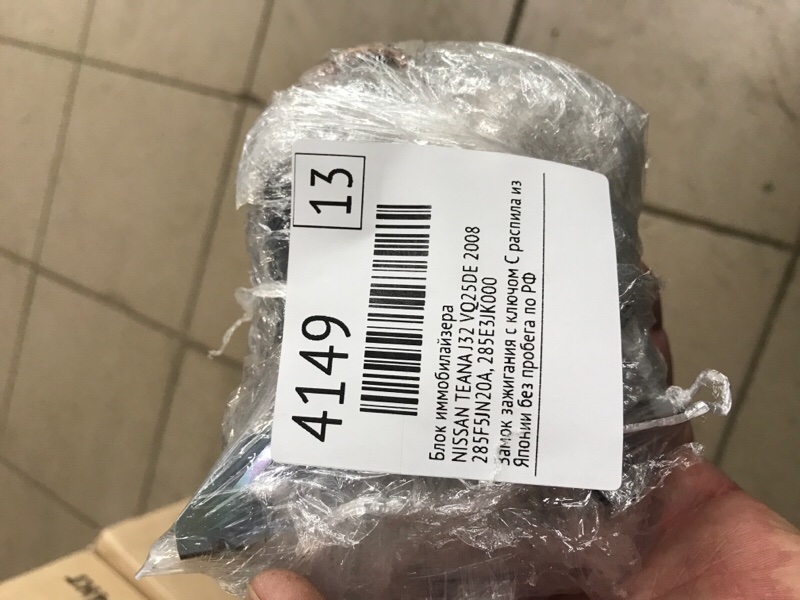 4149
13
Блок иммобилайзера
NISSAN TEANA J32 VQ25DE 2008
285F5JN20A, 285E3JK000
Замок зажигания с ключом С распила из
Японии без пробега по РФ